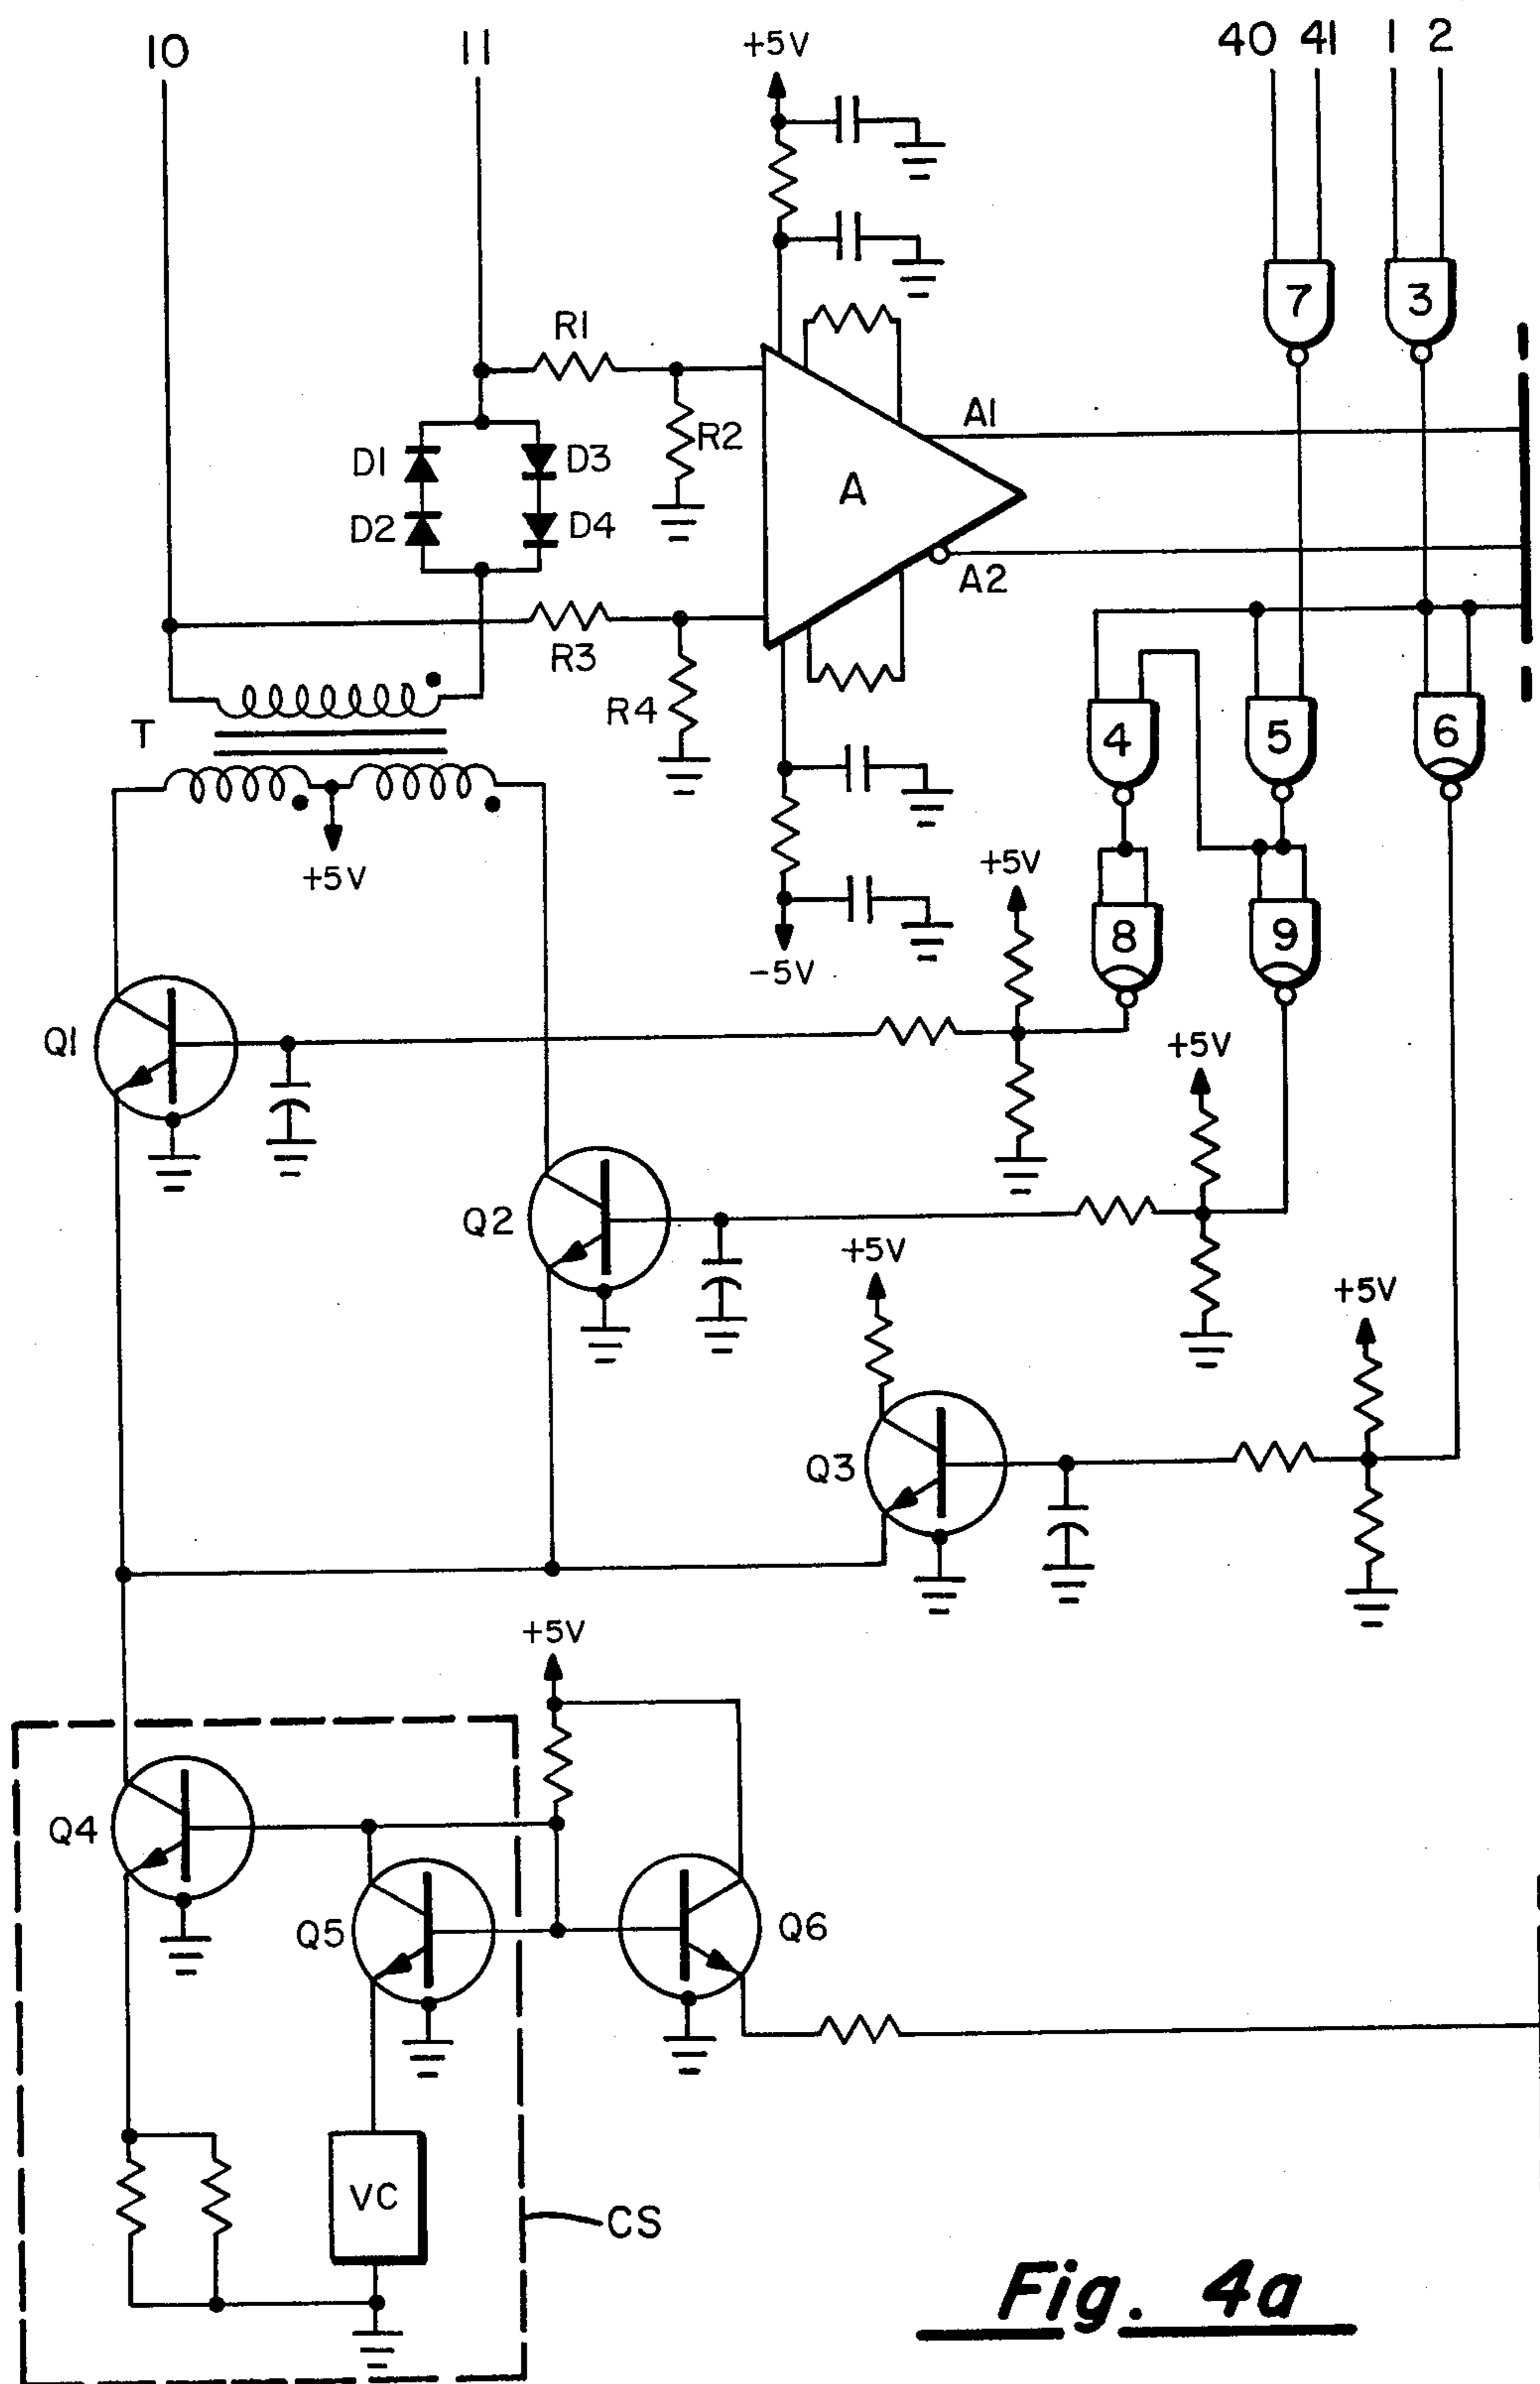 10 11 +5V 40 41 1 2
7 3
R1
A1
D1 D3 R2
A
D2 D4
A2
R3
R4
T
4 5 6
+5V
+5V
8 9
-5V
Q1
+5V
Q2
+5V
+5V
Q3
+5V
Q4
Q5 Q6
VC
CS
Fig. 4a